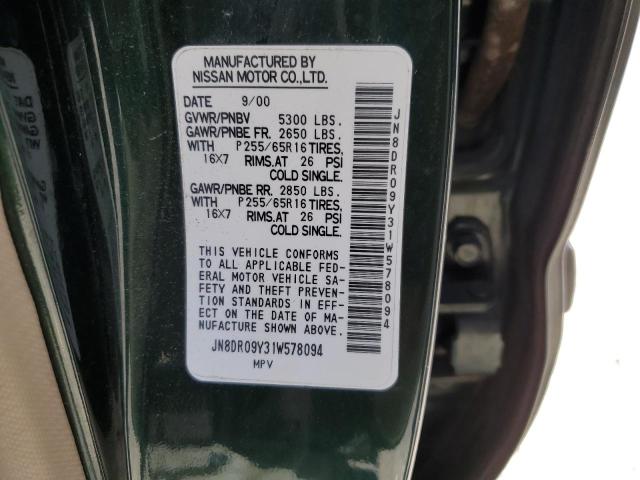 MANUFACTURED BY
NISSAN MOTOR CO.,LTD.
DATE 9/00
GVWR/PNBV 5300 LBS.
GAWR/PNBE FR. 2650 LBS.
WITH P255/65R16 TIRES,
16X7 RIMS.AT 26 PSI
COLD SINGLE.
GAWR/PNBE RR. 2850 LBS.
WITH P255/65R16 TIRES,
16X7 RIMS.AT 26 PSI
COLD SINGLE.
THIS VEHICLE CONFORMS
TO ALL APPLICABLE FED-
ERAL MOTOR VEHICLE SA-
FETY AND THEFT PREVEN-
TION STANDARDS IN EFF-
ECT ON THE DATE OF MA-
NUFACTURE SHOWN ABOVE.
JN8DR09Y31W578094
MPV
JN8DR09Y31W578094